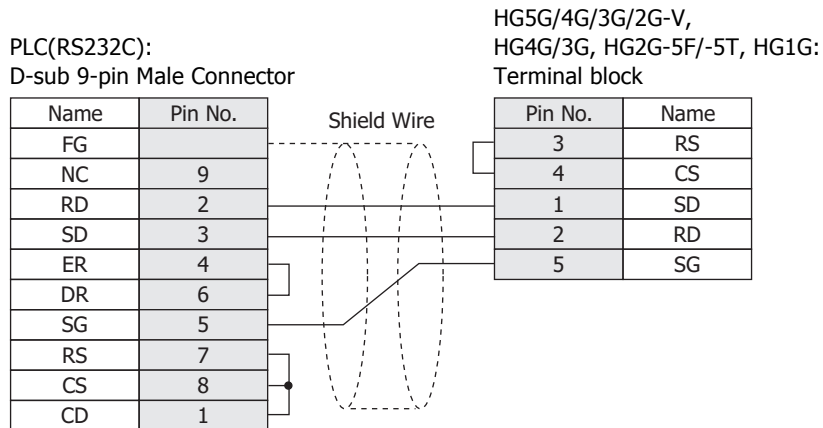 HG5G/4G/3G/2G-V,
PLC(RS232C): HG4G/3G, HG2G-5F/-5T, HG1G:
D-sub 9-pin Male Connector Terminal block
Name Pin No. Shield Wire Pin No. Name
FG 3 RS
NC 9 4 CS
RD 2 1 SD
SD 3 2 RD
ER 4 5 SG
DR 6
SG 5
RS 7
CS 8
CD 1